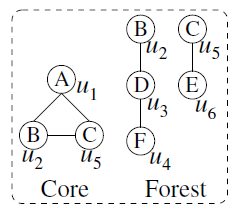 B u₂ C u₅
A u₁ D u₃ E u₆
B u₂ C u₅ F u₄
Core Forest